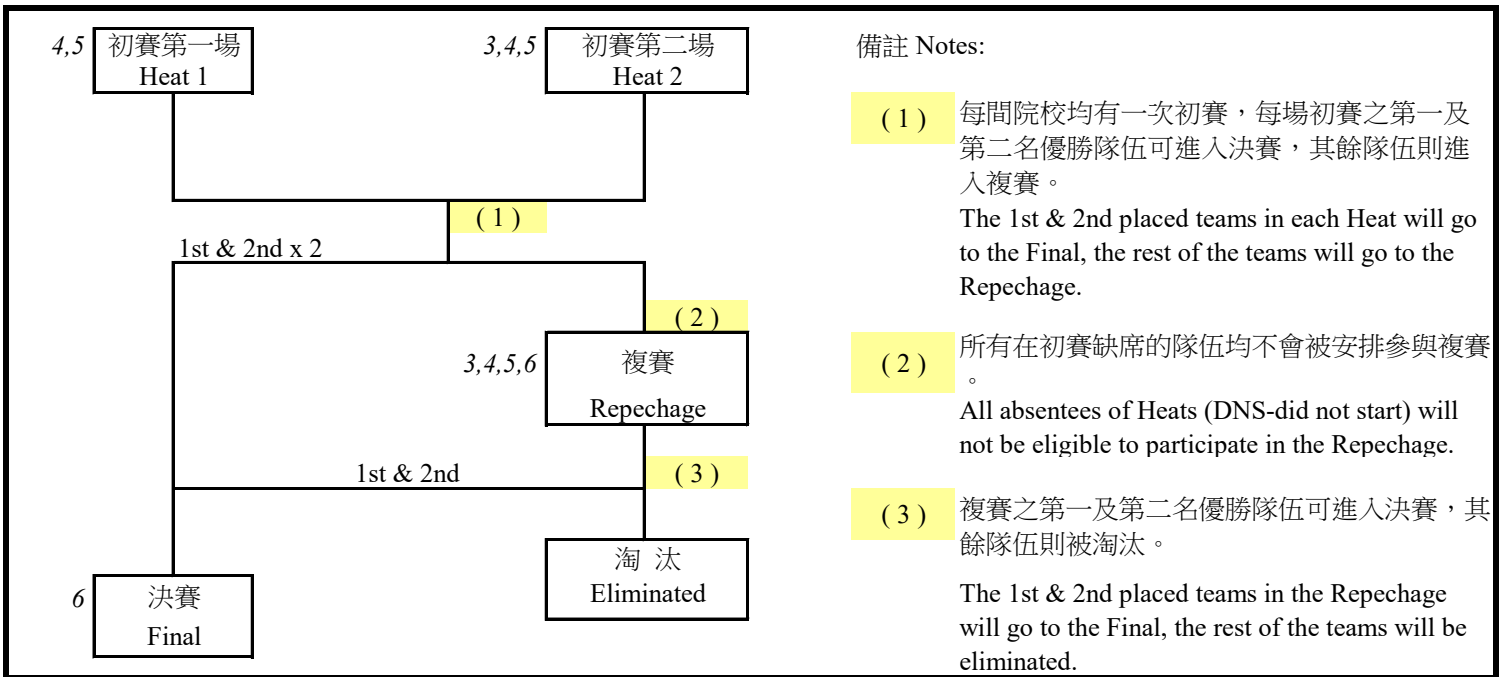 4,5
初賽第一場
Heat 1
3,4,5
初賽第二場
Heat 2
( 1 )
1st & 2nd x 2
( 2 )
3,4,5,6
複賽
Repechage
1st & 2nd
( 3 )
淘 汰
Eliminated
6
決賽
Final
備註 Notes:
( 1 )
每間院校均有一次初賽，每場初賽之第一及
第二名優勝隊伍可進入決賽，其餘隊伍則進
入複賽。
The 1st & 2nd placed teams in each Heat will go
to the Final, the rest of the teams will go to the
Repechage.
( 2 )
所有在初賽缺席的隊伍均不會被安排參與複賽
。
All absentees of Heats (DNS-did not start) will
not be eligible to participate in the Repechage.
( 3 )
複賽之第一及第二名優勝隊伍可進入決賽，其
餘隊伍則被淘汰。
The 1st & 2nd placed teams in the Repechage
will go to the Final, the rest of the teams will be
eliminated.